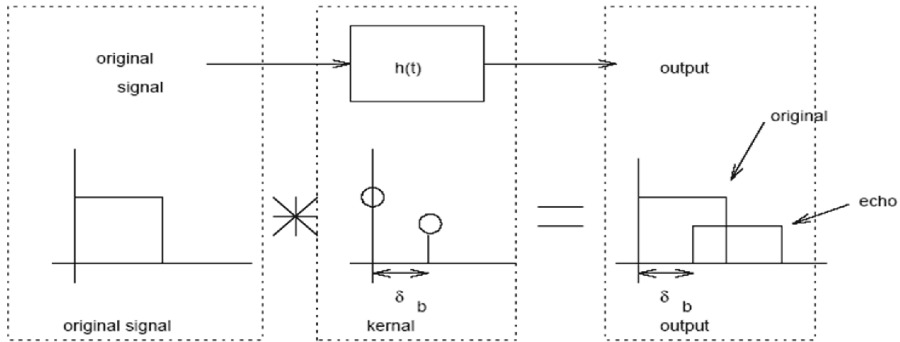 original
signal
h(t)
output
original
echo
δ b
δ b
original signal
kernal
output